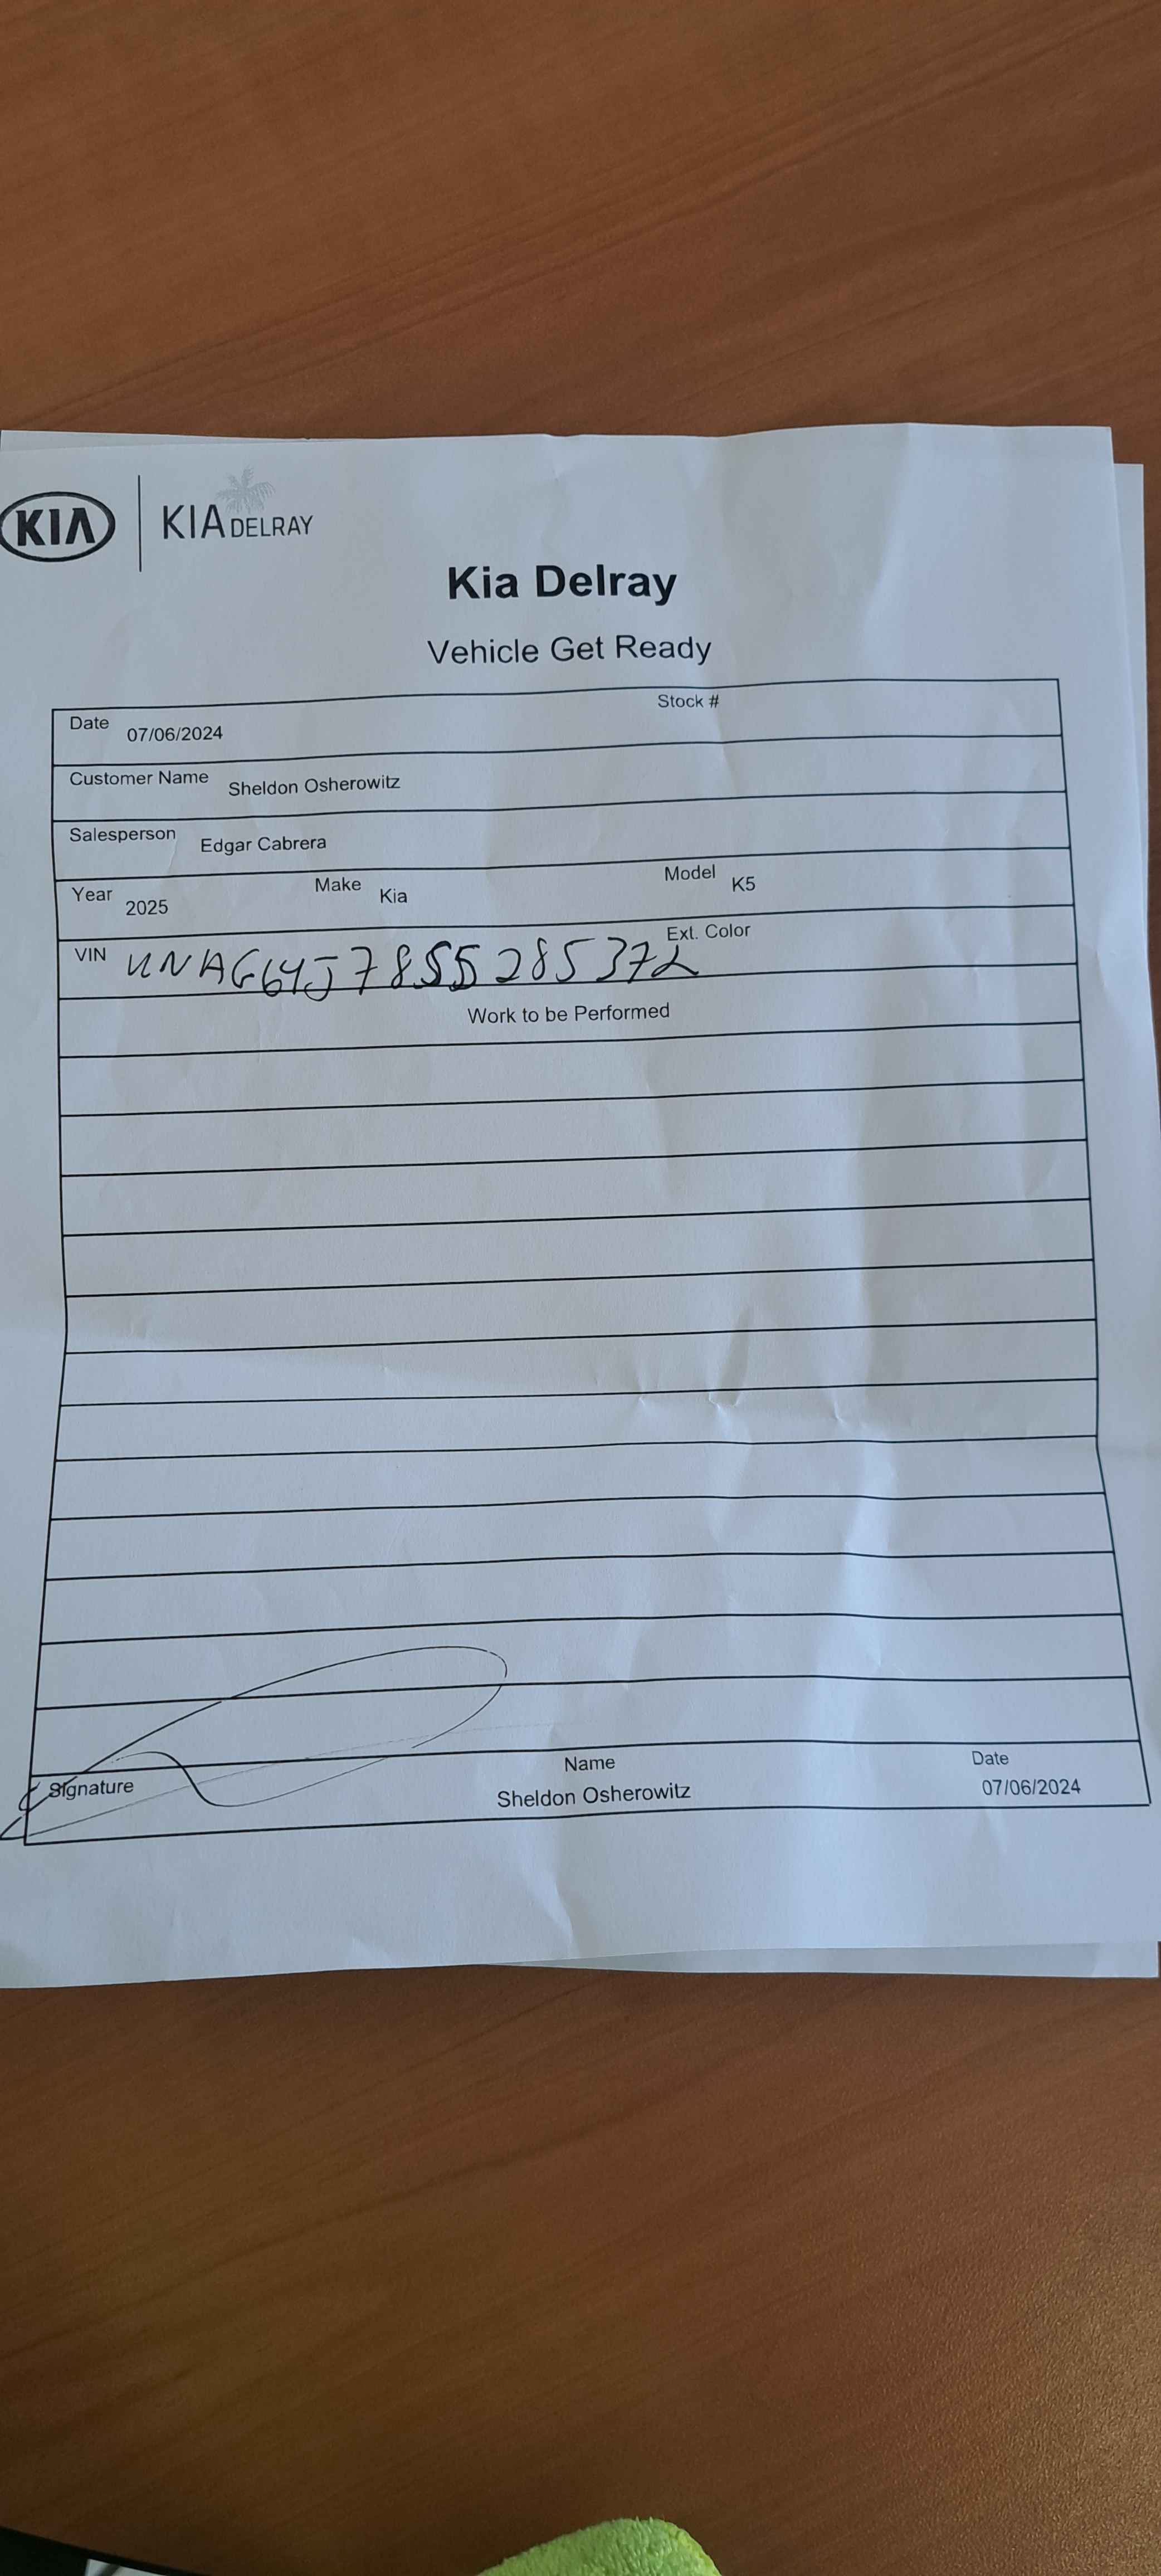 KIA | KIA DELRAY
Kia Delray
Vehicle Get Ready
Date 07/06/2024 Stock #
Customer Name Sheldon Osherowitz
Salesperson Edgar Cabrera
Year 2025 Make Kia Model K5
VIN KNAG64J7855285372 Ext. Color
Work to be Performed
Signature Name Date
Sheldon Osherowitz 07/06/2024